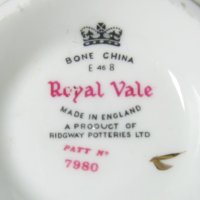 BONE CHINA
E 46 B
Royal Vale
MADE IN ENGLAND
A PRODUCT OF
RIDGWAY POTTERIES LTD
PATT Nº
7980